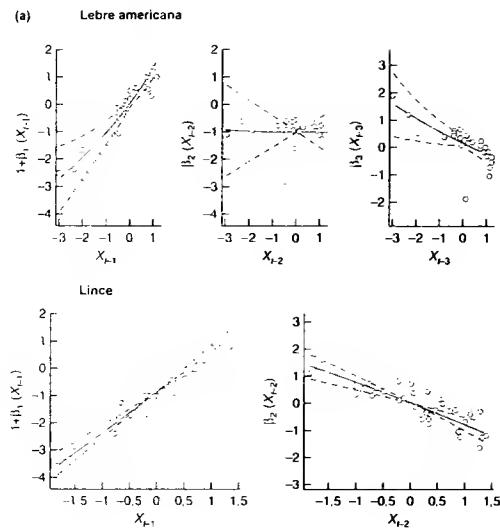 (a) Lebre americana
1+β₁ (Xₜ₋₁)
2
1
0
−1
−2
−3
−4
−3 −2 −1 0 1
Xₜ₋₁
β₂ (Xₜ₋₂)
2
1
0
−1
−2
−3
−4
−3 −2 −1 0 1
Xₜ₋₂
β₃ (Xₜ₋₃)
3
2
1
0
−1
−2
−3 −2 −1 0 1
Xₜ₋₃
Lince
1+β₁ (Xₜ₋₁)
2
1
0
−1
−2
−3
−4
−1.5 −1 −0.5 0 0.5 1 1.5
Xₜ₋₁
β₂ (Xₜ₋₂)
3
2
1
0
−1
−2
−3
−1.5 −1 −0.5 0 0.5 1 1.5
Xₜ₋₂